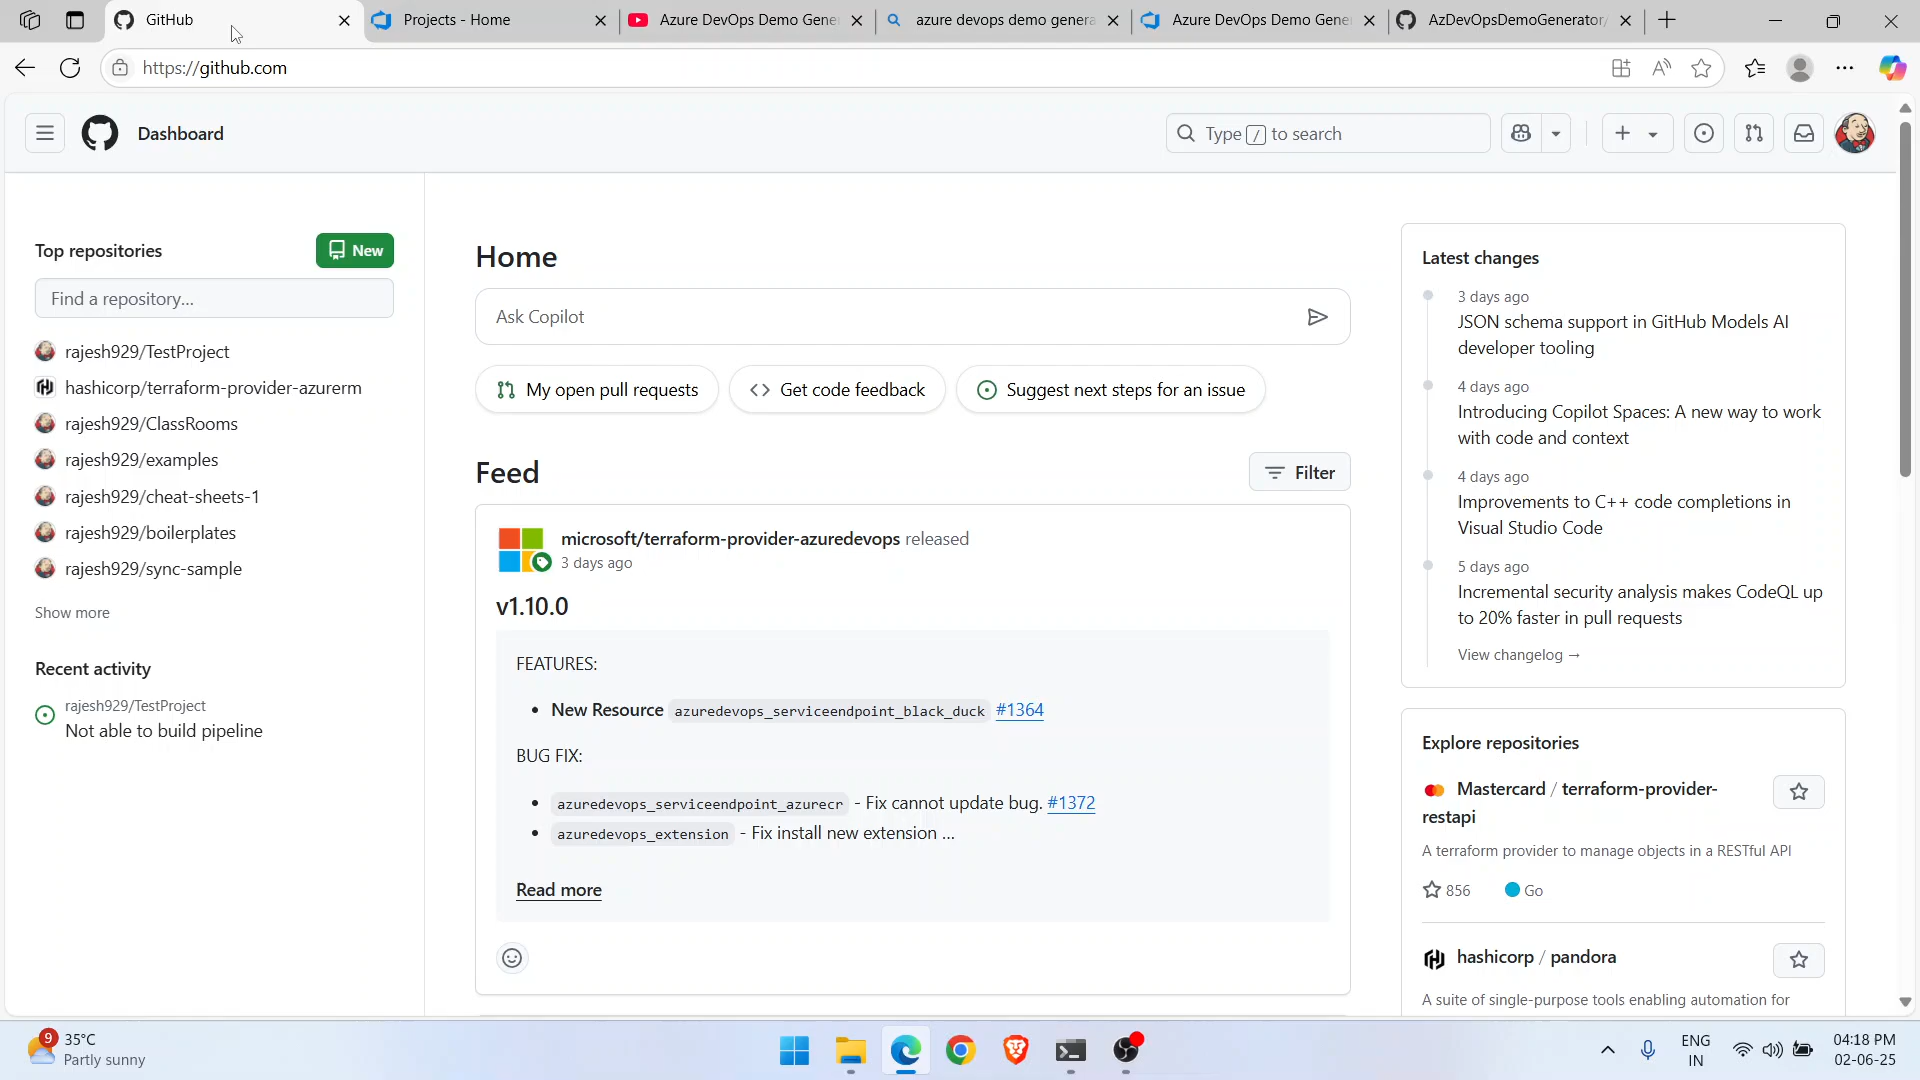 GitHub
Projects - Home
Azure DevOps Demo Gene
azure devops demo genera
Azure DevOps Demo Gene
AzDevOpsDemoGenerator/
https://github.com
Dashboard
Type / to search
Top repositories
New
Find a repository...
rajesh929/TestProject
hashicorp/terraform-provider-azurerm
rajesh929/ClassRooms
rajesh929/examples
rajesh929/cheat-sheets-1
rajesh929/boilerplates
rajesh929/sync-sample
Show more
Recent activity
rajesh929/TestProject
Not able to build pipeline
Home
Ask Copilot
My open pull requests
Get code feedback
Suggest next steps for an issue
Feed
Filter
microsoft/terraform-provider-azuredevops released
3 days ago
v1.10.0
FEATURES:
• New Resource azuredevops_serviceendpoint_black_duck #1364
BUG FIX:
• azuredevops_serviceendpoint_azurecr - Fix cannot update bug. #1372
• azuredevops_extension - Fix install new extension ...
Read more
Latest changes
3 days ago
JSON schema support in GitHub Models AI
developer tooling
4 days ago
Introducing Copilot Spaces: A new way to work
with code and context
4 days ago
Improvements to C++ code completions in
Visual Studio Code
5 days ago
Incremental security analysis makes CodeQL up
to 20% faster in pull requests
View changelog →
Explore repositories
Mastercard / terraform-provider-
restapi
A terraform provider to manage objects in a RESTful API
856
Go
hashicorp / pandora
A suite of single-purpose tools enabling automation for
9
35°C
Partly sunny
ENG
IN
04:18 PM
02-06-25